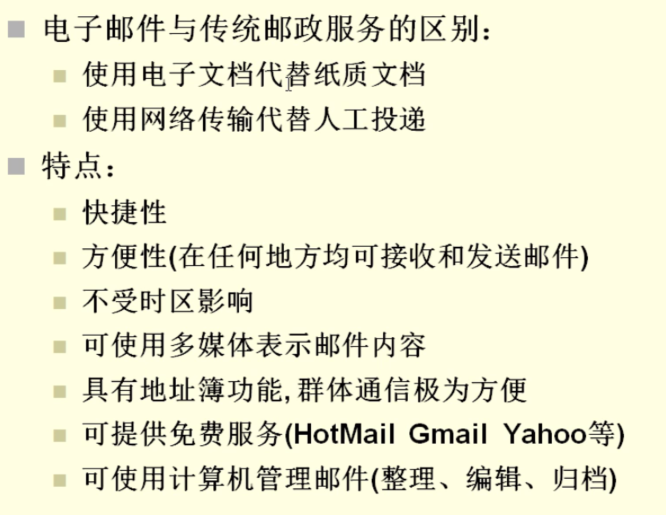 电子邮件与传统邮政服务的区别：
使用电子文档代替纸质文档
使用网络传输代替人工投递
特点：
快捷性
方便性(在任何地方均可接收和发送邮件)
不受时区影响
可使用多媒体表示邮件内容
具有地址簿功能,群体通信极为方便
可提供免费服务(HotMail Gmail Yahoo等)
可使用计算机管理邮件(整理、编辑、归档)